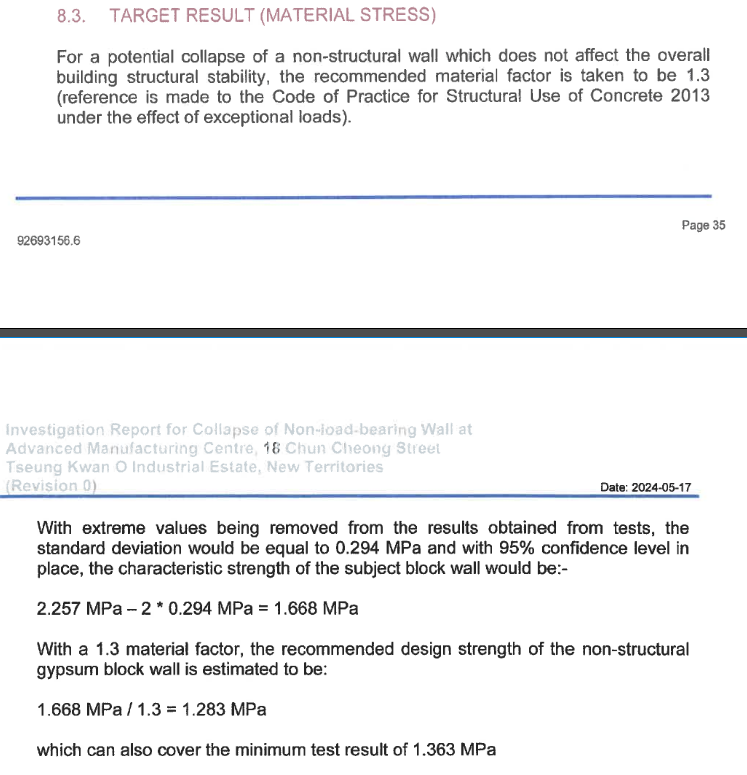 8.3. TARGET RESULT (MATERIAL STRESS)
For a potential collapse of a non-structural wall which does not affect the overall
building structural stability, the recommended material factor is taken to be 1.3
(reference is made to the Code of Practice for Structural Use of Concrete 2013
under the effect of exceptional loads).
Page 35
92693156.6
Investigation Report for Collapse of Non-load-bearing Wall at
Advanced Manufacturing Centre, 18 Chun Cheong Street
Tseung Kwan O Industrial Estate, New Territories
(Revision 0)
Date: 2024-05-17
With extreme values being removed from the results obtained from tests, the
standard deviation would be equal to 0.294 MPa and with 95% confidence level in
place, the characteristic strength of the subject block wall would be:-
2.257 MPa – 2 * 0.294 MPa = 1.668 MPa
With a 1.3 material factor, the recommended design strength of the non-structural
gypsum block wall is estimated to be:
1.668 MPa / 1.3 = 1.283 MPa
which can also cover the minimum test result of 1.363 MPa